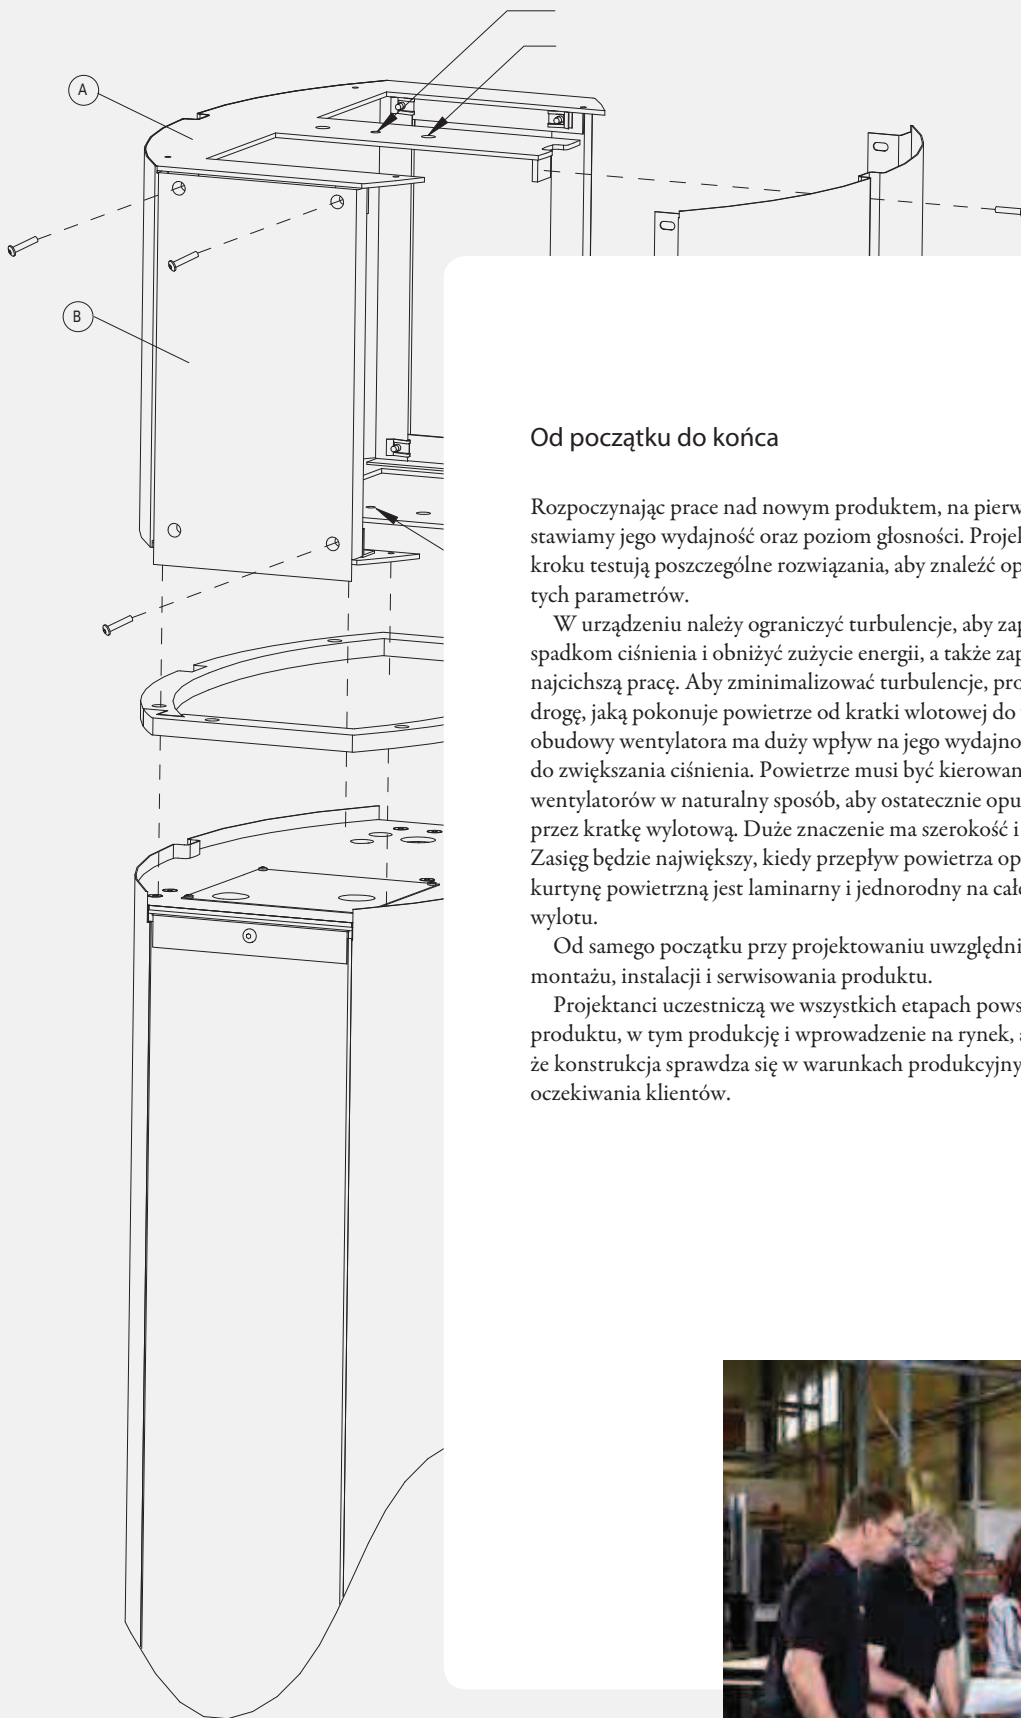 A
B
Od początku do końca
Rozpoczynając prace nad nowym produktem, na pierw
stawiamy jego wydajność oraz poziom głosności. Projek
kroku testują poszczególne rozwiązania, aby znaleźć op
tych parametrów.
W urządzeniu należy ograniczyć turbulencje, aby zap
spadkom ciśnienia i obniżyć zużycie energii, a także zap
najcichszą pracę. Aby zminimalizować turbulencje, pro
drogę, jaką pokonuje powietrze od kratki wlotowej do
obudowy wentylatora ma duży wpływ na jego wydajno
do zwiększania ciśnienia. Powietrze musi być kierowan
wentylatorów w naturalny sposób, aby ostatecznie opu
przez kratkę wylotową. Duże znaczenie ma szerokość i
Zasięg będzie największy, kiedy przepływ powietrza op
kurtynę powietrzną jest laminarny i jednorodny na cał
wylotu.
Od samego początku przy projektowaniu uwzględni
montażu, instalacji i serwisowania produktu.
Projektanci uczestniczą we wszystkich etapach pows
produktu, w tym produkcję i wprowadzenie na rynek, a
że konstrukcja sprawdza się w warunkach produkcyjny
oczekiwania klientów.